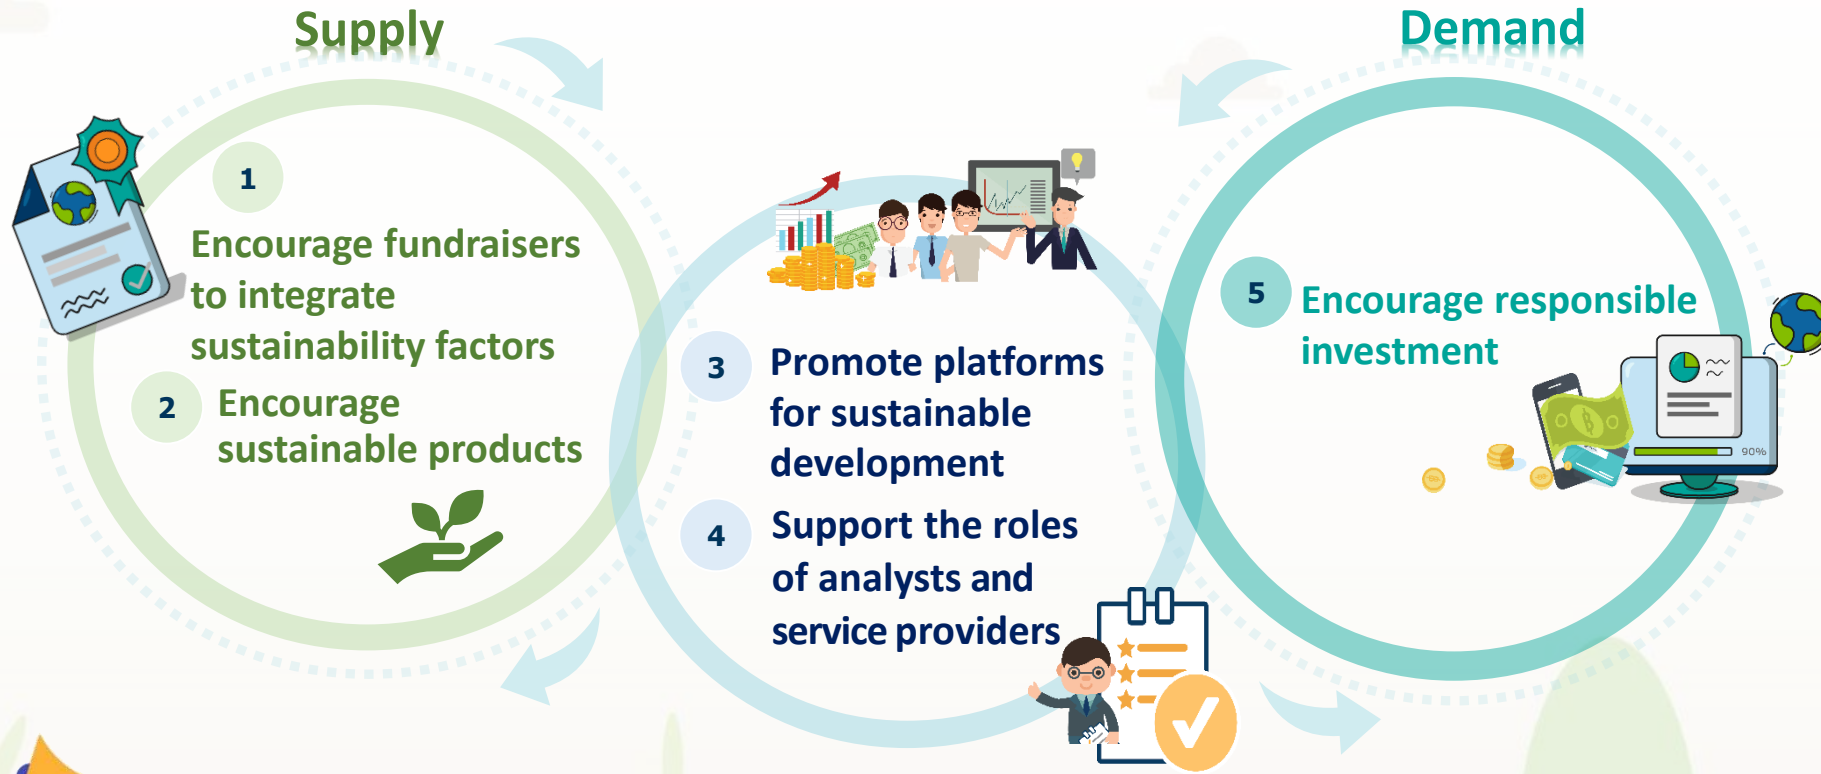 Supply
1
Encourage fundraisers
to integrate
sustainability factors
2
Encourage
sustainable products
3
Promote platforms
for sustainable
development
4
Support the roles
of analysts and
service providers
Demand
5
Encourage responsible
investment
90%